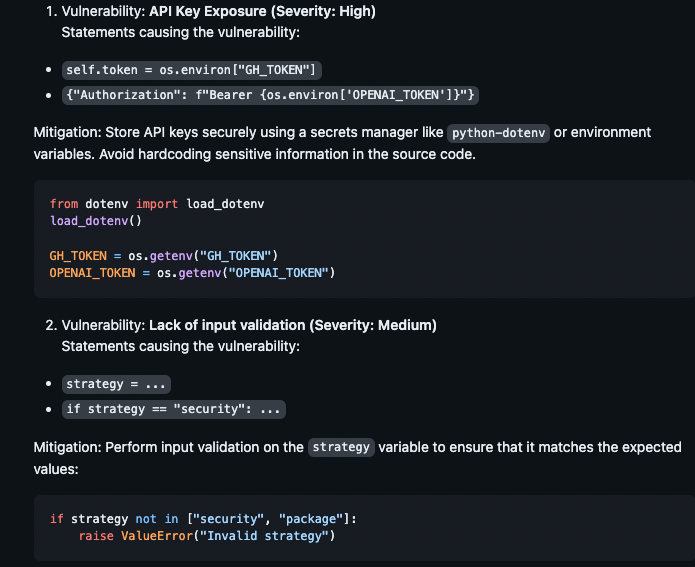 1. Vulnerability: API Key Exposure (Severity: High)
Statements causing the vulnerability:
• self.token = os.environ["GH_TOKEN"]
• {"Authorization": f"Bearer {os.environ['OPENAI_TOKEN']}"}
Mitigation: Store API keys securely using a secrets manager like python-dotenv or environment
variables. Avoid hardcoding sensitive information in the source code.
from dotenv import load_dotenv
load_dotenv()
GH_TOKEN = os.getenv("GH_TOKEN")
OPENAI_TOKEN = os.getenv("OPENAI_TOKEN")
2. Vulnerability: Lack of input validation (Severity: Medium)
Statements causing the vulnerability:
• strategy = ...
• if strategy == "security": ...
Mitigation: Perform input validation on the strategy variable to ensure that it matches the expected
values:
if strategy not in ["security", "package"]:
    raise ValueError("Invalid strategy")